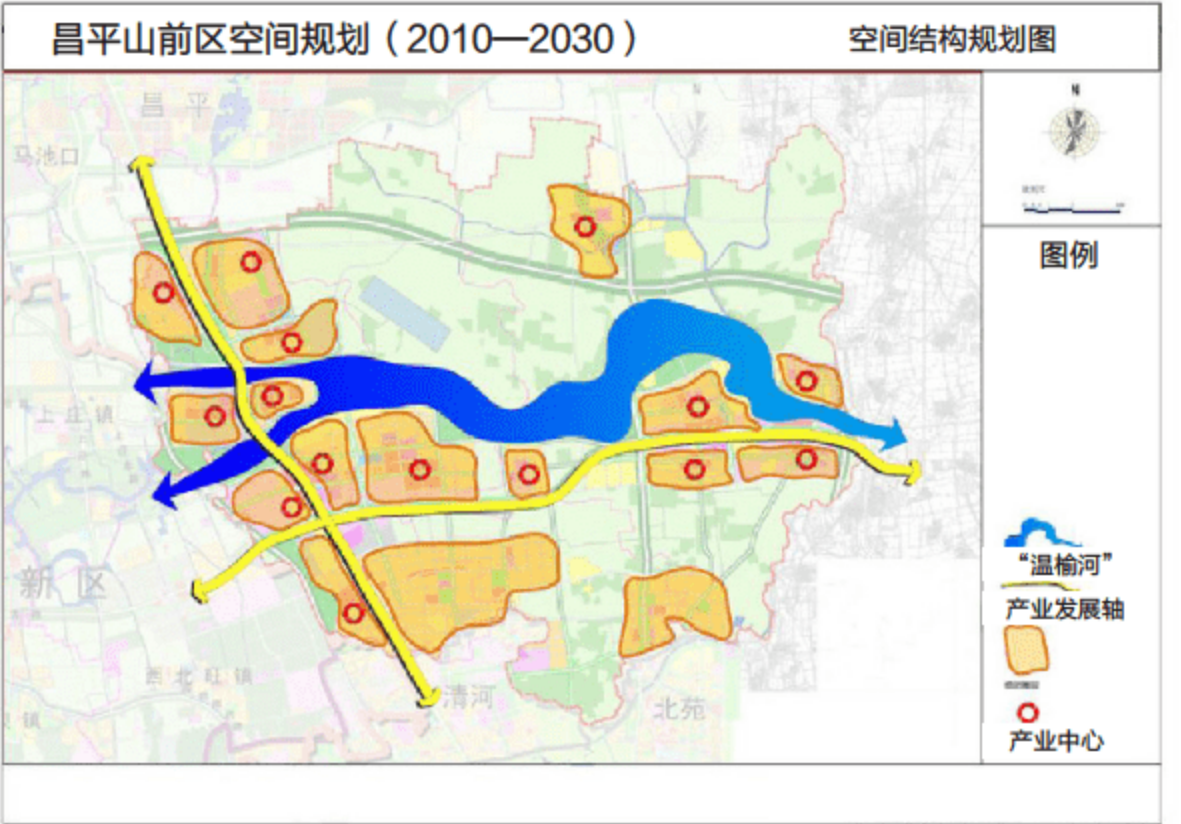 昌平山前区空间规划（2010—2030）
空间结构规划图
昌 平
马池口
上庄镇
新 区
西北旺镇
镇
清河
北苑
N
N
图例
“温榆河”
产业发展轴
产业中心